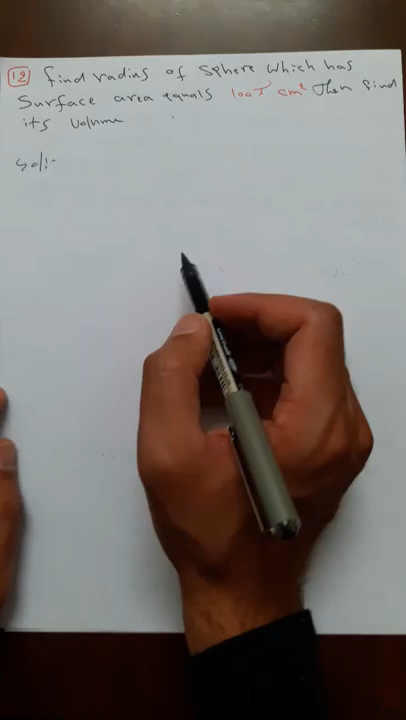 12 find radius of sphere which has
Surface area equals 100π cm² then find
its volume
Sol:-